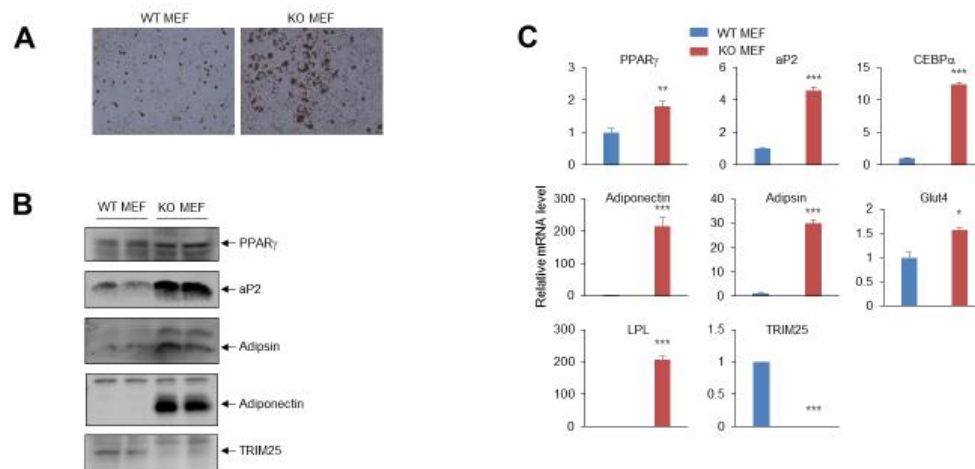 A
WT MEF
KO MEF
B
WT MEF KO MEF
PPARγ
aP2
Adipsin
Adiponectin
TRIM25
C
WT MEF
KO MEF
Relative mRNA level
PPARγ
3
2
1
0
**
aP2
6
4
2
0
***
CEBPα
15
10
5
0
***
Adiponectin
300
200
100
0
***
Adipsin
40
30
20
10
0
***
Glut4
2
1.5
1
0.5
0
*
LPL
300
200
100
0
***
TRIM25
1
1
0.5
0
***